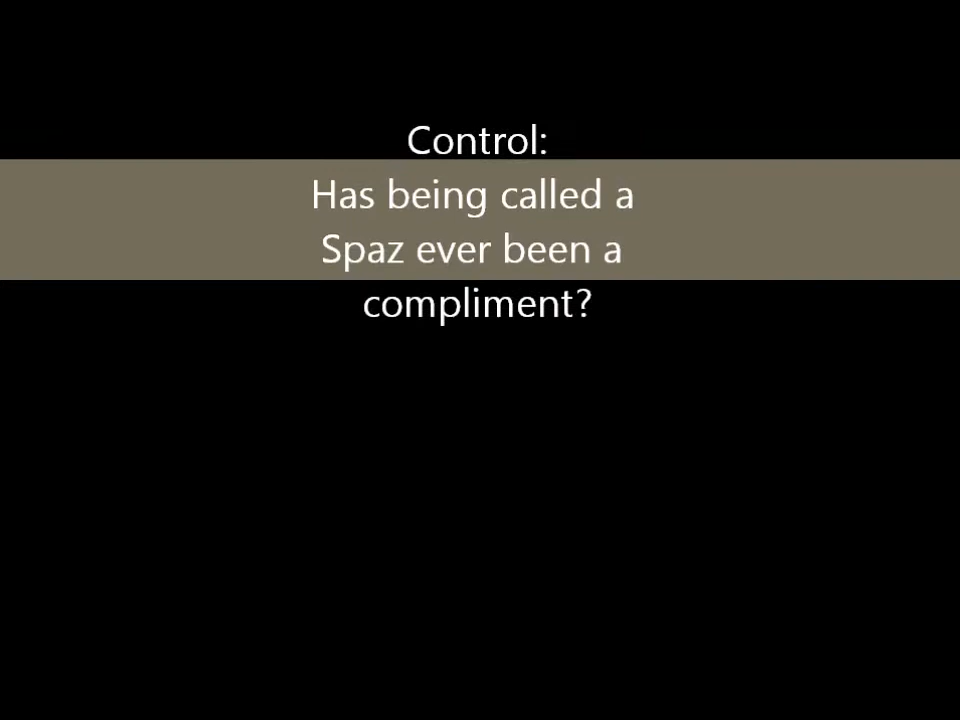 Control:
Has being called a
Spaz ever been a
compliment?